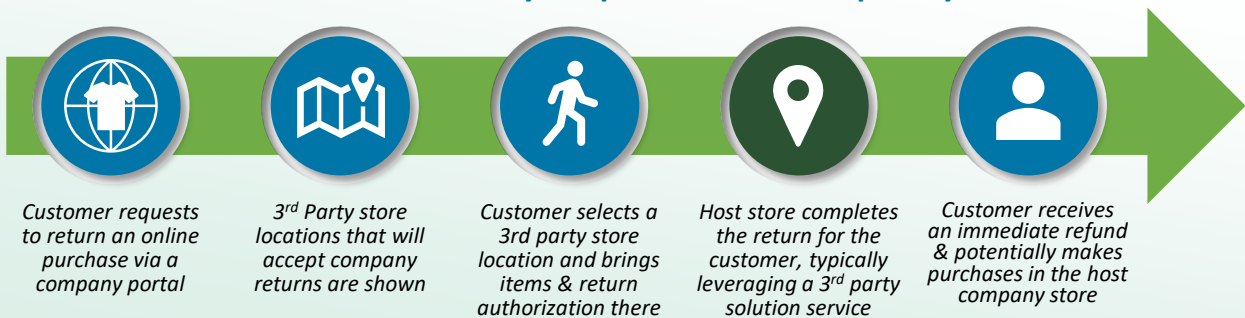 Customer requests
to return an online
purchase via a
company portal
3rd Party store
locations that will
accept company
returns are shown
Customer selects a
3rd party store
location and brings
items & return
authorization there
Host store completes
the return for the
customer, typically
leveraging a 3rd party
solution service
Customer receives
an immediate refund
& potentially makes
purchases in the host
company store